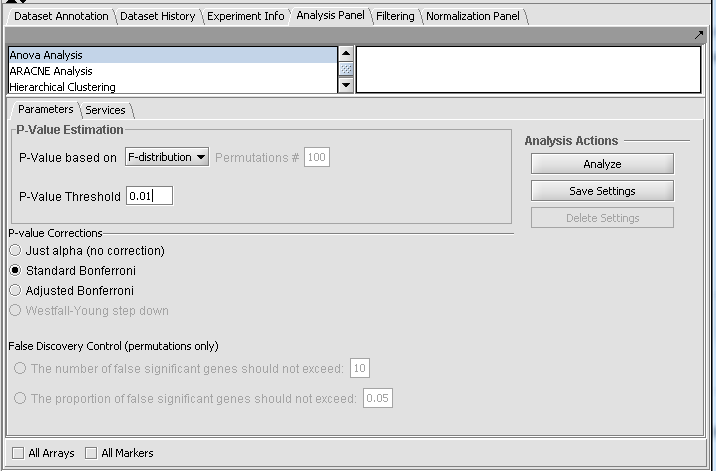 Dataset Annotation Dataset History Experiment Info Analysis Panel Filtering Normalization Panel
Anova Analysis
ARACNE Analysis
Hierarchical Clustering
Parameters Services
P-Value Estimation
P-Value based on F-distribution Permutations # 100
P-Value Threshold 0.01
Analysis Actions
Analyze
Save Settings
Delete Settings
P-value Corrections
Just alpha (no correction)
Standard Bonferroni
Adjusted Bonferroni
Westfall-Young step down
False Discovery Control (permutations only)
The number of false significant genes should not exceed: 10
The proportion of false significant genes should not exceed: 0.05
All Arrays All Markers